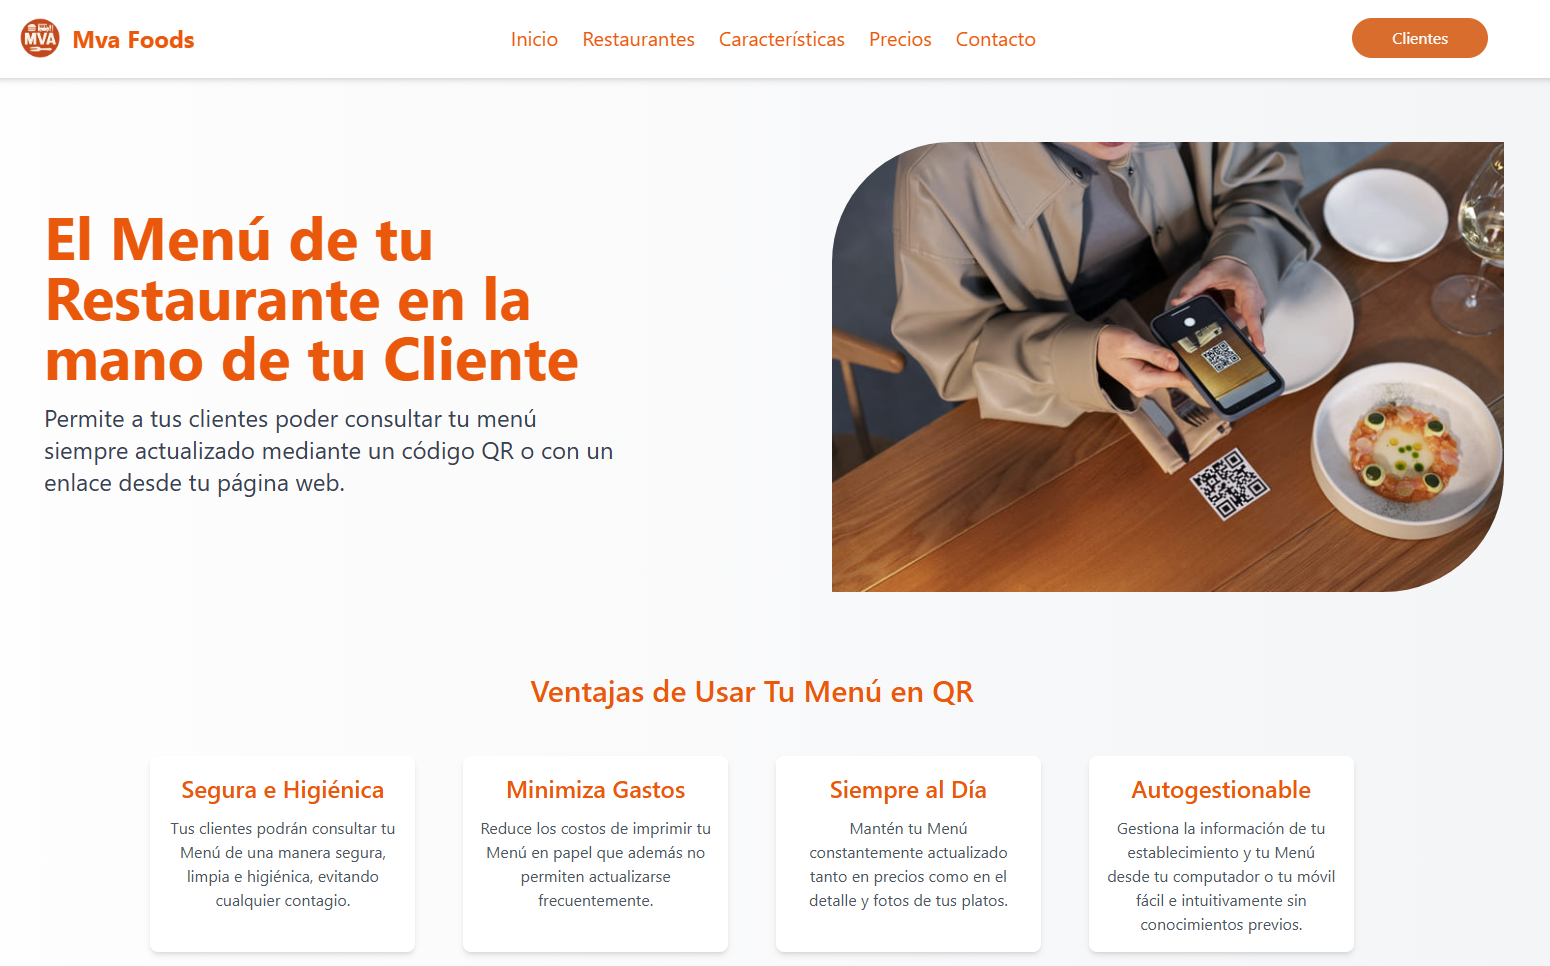 MVA
Mva Foods
Inicio
Restaurantes
Características
Precios
Contacto
Clientes
El Menú de tu
Restaurante en la
mano de tu Cliente
Permite a tus clientes poder consultar tu menú
siempre actualizado mediante un código QR o con un
enlace desde tu página web.
Ventajas de Usar Tu Menú en QR
Segura e Higiénica
Tus clientes podrán consultar tu
Menú de una manera segura,
limpia e higiénica, evitando
cualquier contagio.
Minimiza Gastos
Reduce los costos de imprimir tu
Menú en papel que además no
permiten actualizarse
frecuentemente.
Siempre al Día
Mantén tu Menú
constantemente actualizado
tanto en precios como en el
detalle y fotos de tus platos.
Autogestionable
Gestiona la información de tu
establecimiento y tu Menú
desde tu computador o tu móvil
fácil e intuitivamente sin
conocimientos previos.